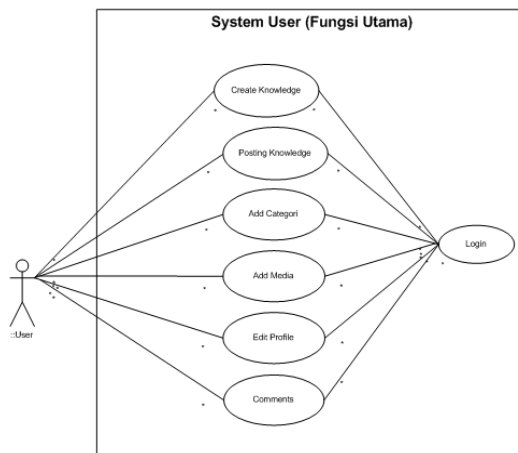 System User (Fungsi Utama)
Create Knowledge
Posting Knowledge
Add Categori
Login
Add Media
::User
Edit Profile
Comments